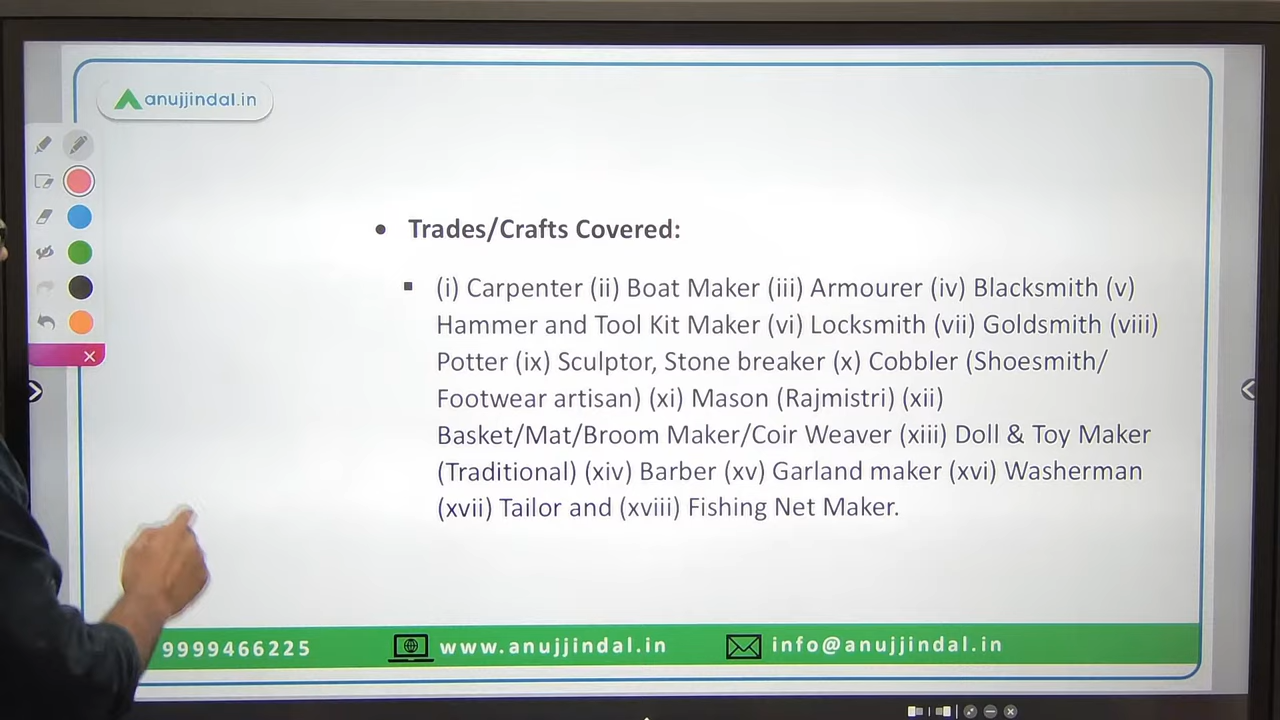 anujjindal.in
• Trades/Crafts Covered:
▪ (i) Carpenter (ii) Boat Maker (iii) Armourer (iv) Blacksmith (v)
Hammer and Tool Kit Maker (vi) Locksmith (vii) Goldsmith (viii)
Potter (ix) Sculptor, Stone breaker (x) Cobbler (Shoesmith/
Footwear artisan) (xi) Mason (Rajmistri) (xii)
Basket/Mat/Broom Maker/Coir Weaver (xiii) Doll & Toy Maker
(Traditional) (xiv) Barber (xv) Garland maker (xvi) Washerman
(xvii) Tailor and (xviii) Fishing Net Maker.
9999466225 www.anujjindal.in info@anujjindal.in